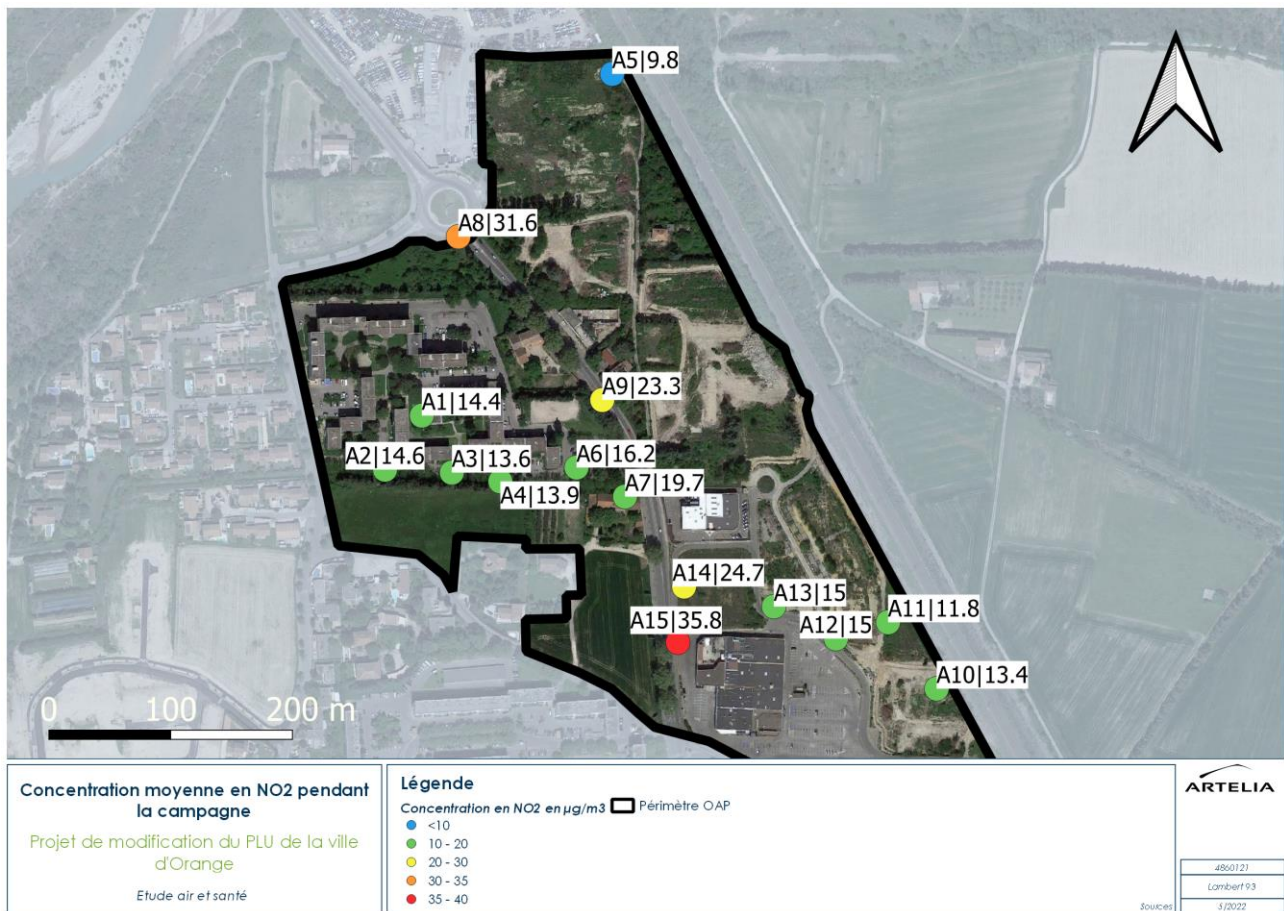 A5|9.8
A8|31.6
A9|23.3
A1|14.4
A2|14.6
A3|13.6
A6|16.2
A4|13.9
A7|19.7
A14|24.7
A13|15
A11|11.8
A15|35.8
A12|15
A10|13.4
0 100 200 m
Concentration moyenne en NO2 pendant
la campagne
Projet de modification du PLU de la ville
d'Orange
Etude air et santé
Légende
Concentration en NO2 en µg/m3 Périmètre OAP
<10
10 - 20
20 - 30
30 - 35
35 - 40
ARTELIA
4860121
Lambert 93
Sources 5/2022